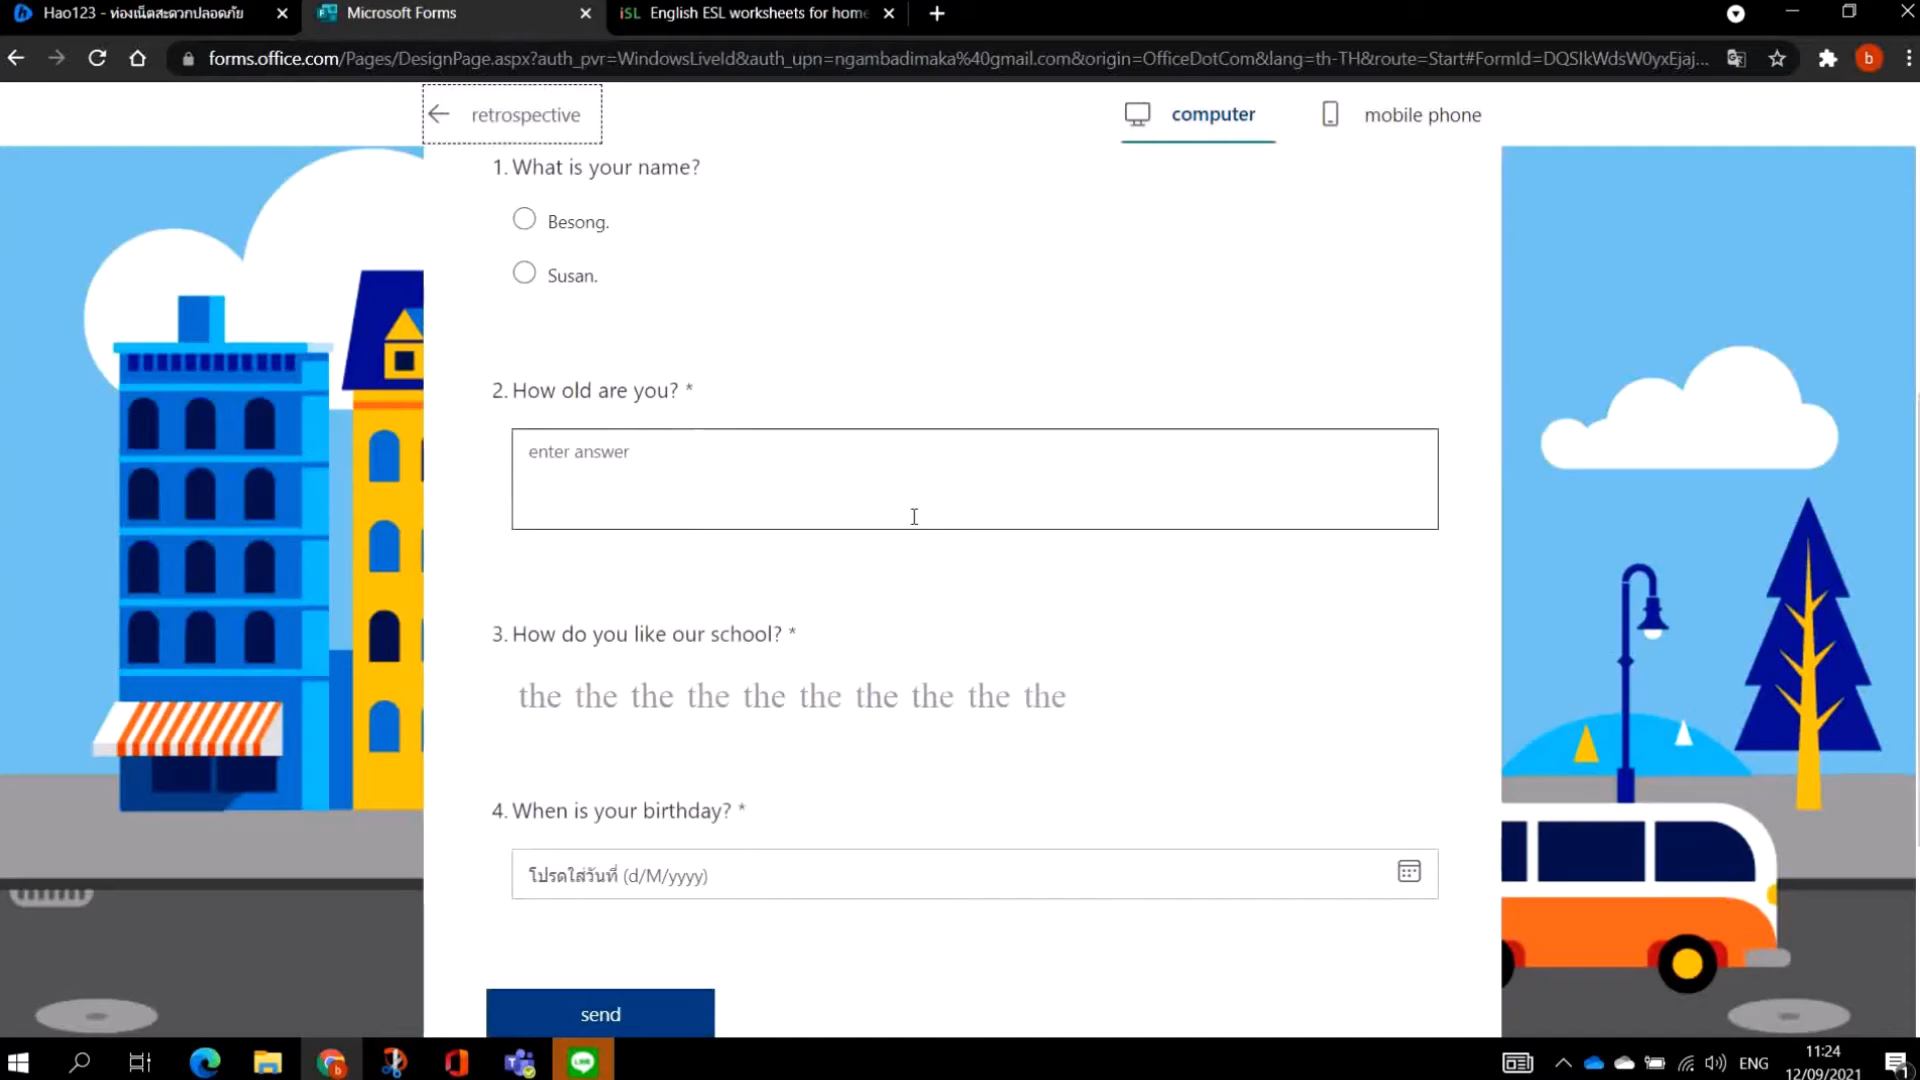 Hao123 - ท่องเน็ตสะดวกปลอดภัย
Microsoft Forms
iSL English ESL worksheets for home
forms.office.com/Pages/DesignPage.aspx?auth_pvr=WindowsLiveId&auth_upn=ngambadimaka%40gmail.com&origin=OfficeDotCom&lang=th-TH&route=Start#FormId=DQSIkWdsW0yxEjaj...
b
retrospective
computer
mobile phone
1. What is your name?
Besong.
Susan.
2. How old are you? *
enter answer
3. How do you like our school? *
the the the the the the the the the the
4. When is your birthday? *
โปรดใส่วันที่ (d/M/yyyy)
send
ENG
11:24
12/09/2021